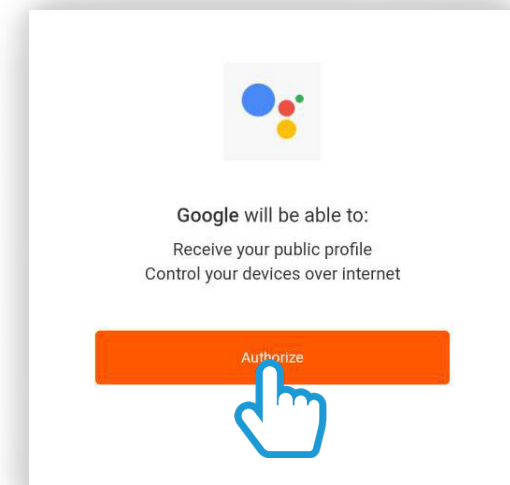 Google will be able to:
Receive your public profile
Control your devices over internet
Authorize